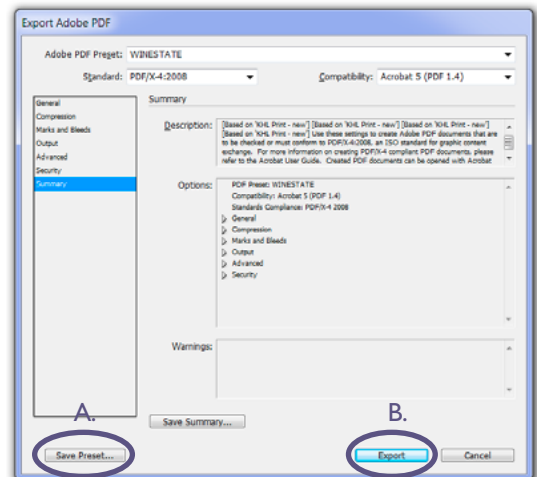 Export Adobe PDF
Adobe PDF Preset: WINESTATE
Standard: PDF/X-4:2008 Compatibility: Acrobat 5 (PDF 1.4)
General
Compression
Marks and Bleeds
Output
Advanced
Security
Summary
Summary
Description: [Based on 'KHL Print - new'] [Based on 'KHL Print - new'] [Based on 'KHL Print - new']
[Based on 'KHL Print - new'] Use these settings to create Adobe PDF documents that are
to be checked or must conform to PDF/X-4:2008, an ISO standard for graphic content
exchange. For more information on creating PDF/X-4 compliant PDF documents, please
refer to the Acrobat User Guide. Created PDF documents can be opened with Acrobat
Options: PDF Preset: WINESTATE
Compatibility: Acrobat 5 (PDF 1.4)
Standards Compliance: PDF/X-4 2008
General
Compression
Marks and Bleeds
Output
Advanced
Security
Warnings:
Save Summary...
A.
B.
Save Preset...
Export
Cancel